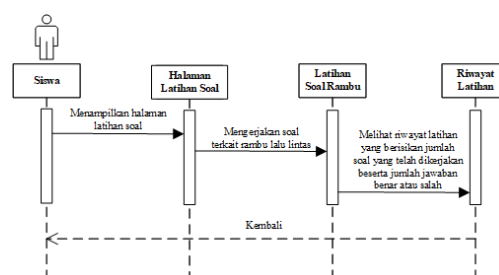 Siswa
Halaman
Latihan Soal
Latihan
Soal Rambu
Riwayat
Latihan
Menampilkan halaman
latihan soal
Mengerjakan soal
terkait rambu lalu lintas
Melihat riwayat latihan
yang berisikan jumlah
soal yang telah dikerjakan
beserta jumlah jawaban
benar atau salah
Kembali